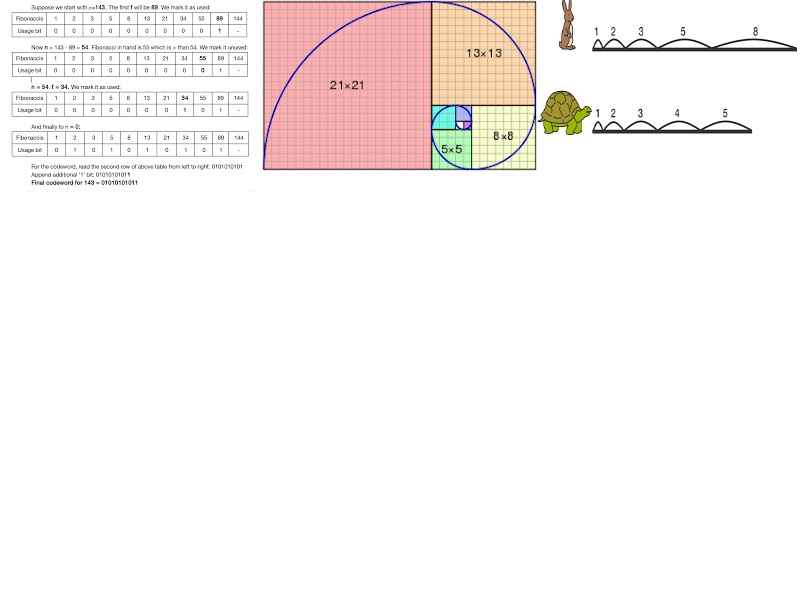 Suppose we start with n=143. The first f will be 89. We mark it as used:
Fibonaccis 1 2 3 5 8 13 21 34 55 89 144
Usage bit 0 0 0 0 0 0 0 0 0 1 -
Now n = 143 - 89 = 54. Fibonacci in hand is 55 which is > than 54. We mark it unused:
Fibonaccis 1 2 3 5 8 13 21 34 55 89 144
Usage bit 0 0 0 0 0 0 0 0 0 1 -
n = 54. f = 34. We mark it as used:
Fibonaccis 1 2 3 5 8 13 21 34 55 89 144
Usage bit 0 0 0 0 0 0 0 1 0 1 -
And finally to n = 0:
Fibonaccis 1 2 3 5 8 13 21 34 55 89 144
Usage bit 0 1 0 1 0 1 0 1 0 1 -
For the codeword, read the second row of above table from left to right: 0101010101
Append additional '1' bit: 01010101011
Final codeword for 143 = 01010101011
21×21
13×13
8×8
5×5
1 2 3 5 8
1 2 3 4 5